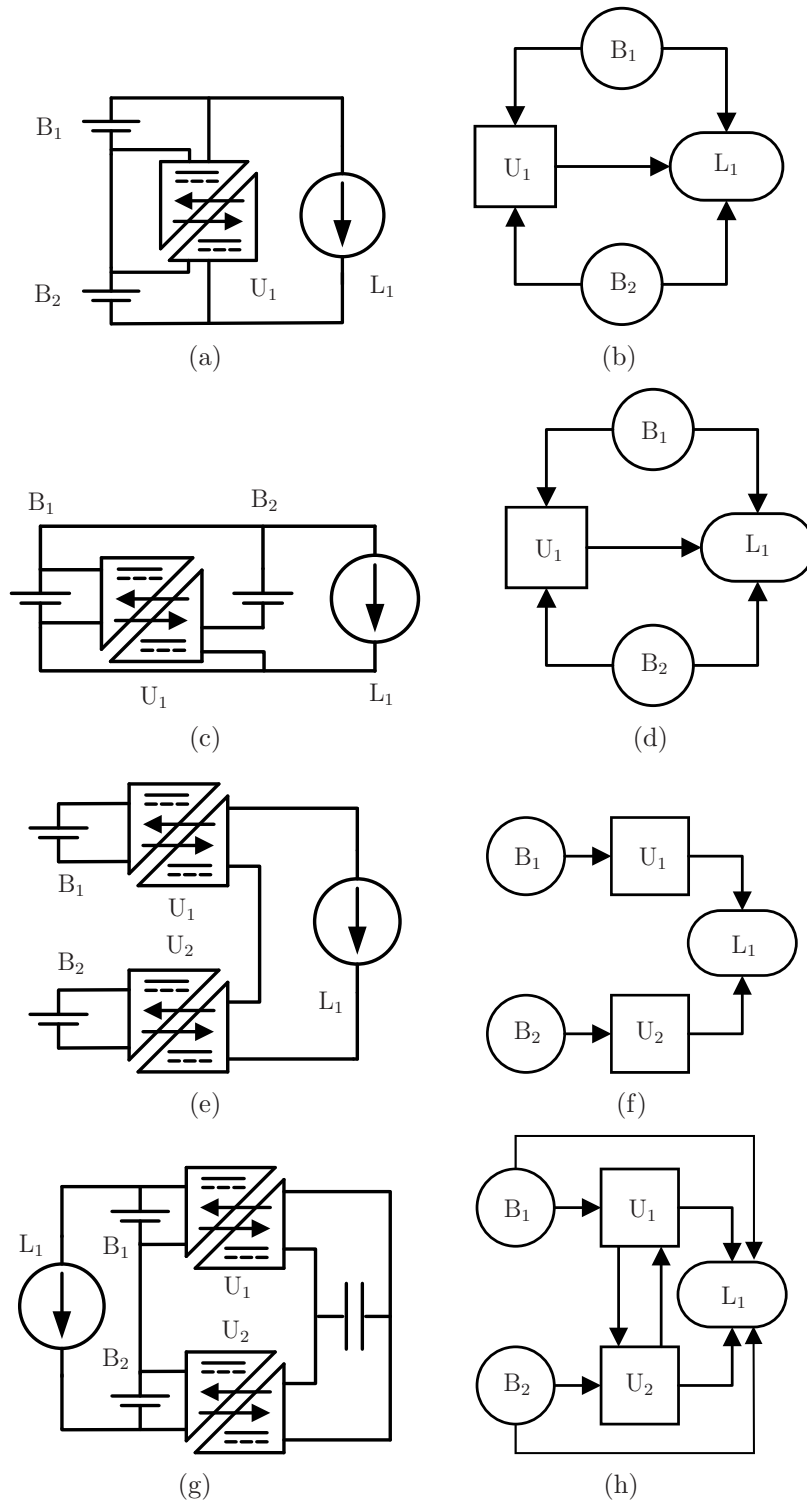 B₁
B₂
U₁
L₁
(a)
B₁
U₁
L₁
B₂
(b)
B₁
B₂
U₁
L₁
(c)
B₁
U₁
L₁
B₂
(d)
B₁
U₁
U₂
B₂
L₁
(e)
B₁
U₁
L₁
B₂
U₂
(f)
L₁
B₁
U₁
U₂
B₂
(g)
B₁
U₁
L₁
B₂
U₂
(h)